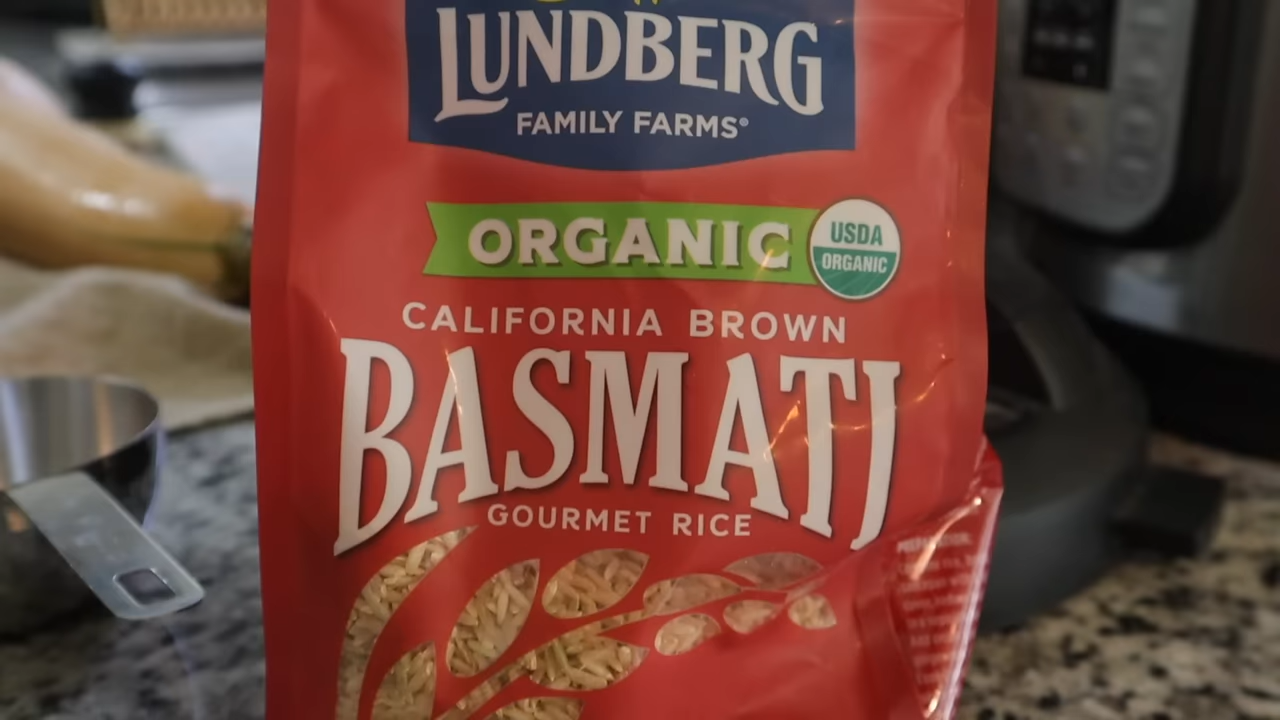 LUNDBERG
FAMILY FARMS®
ORGANIC
USDA
ORGANIC
CALIFORNIA BROWN
BASMATI
GOURMET RICE